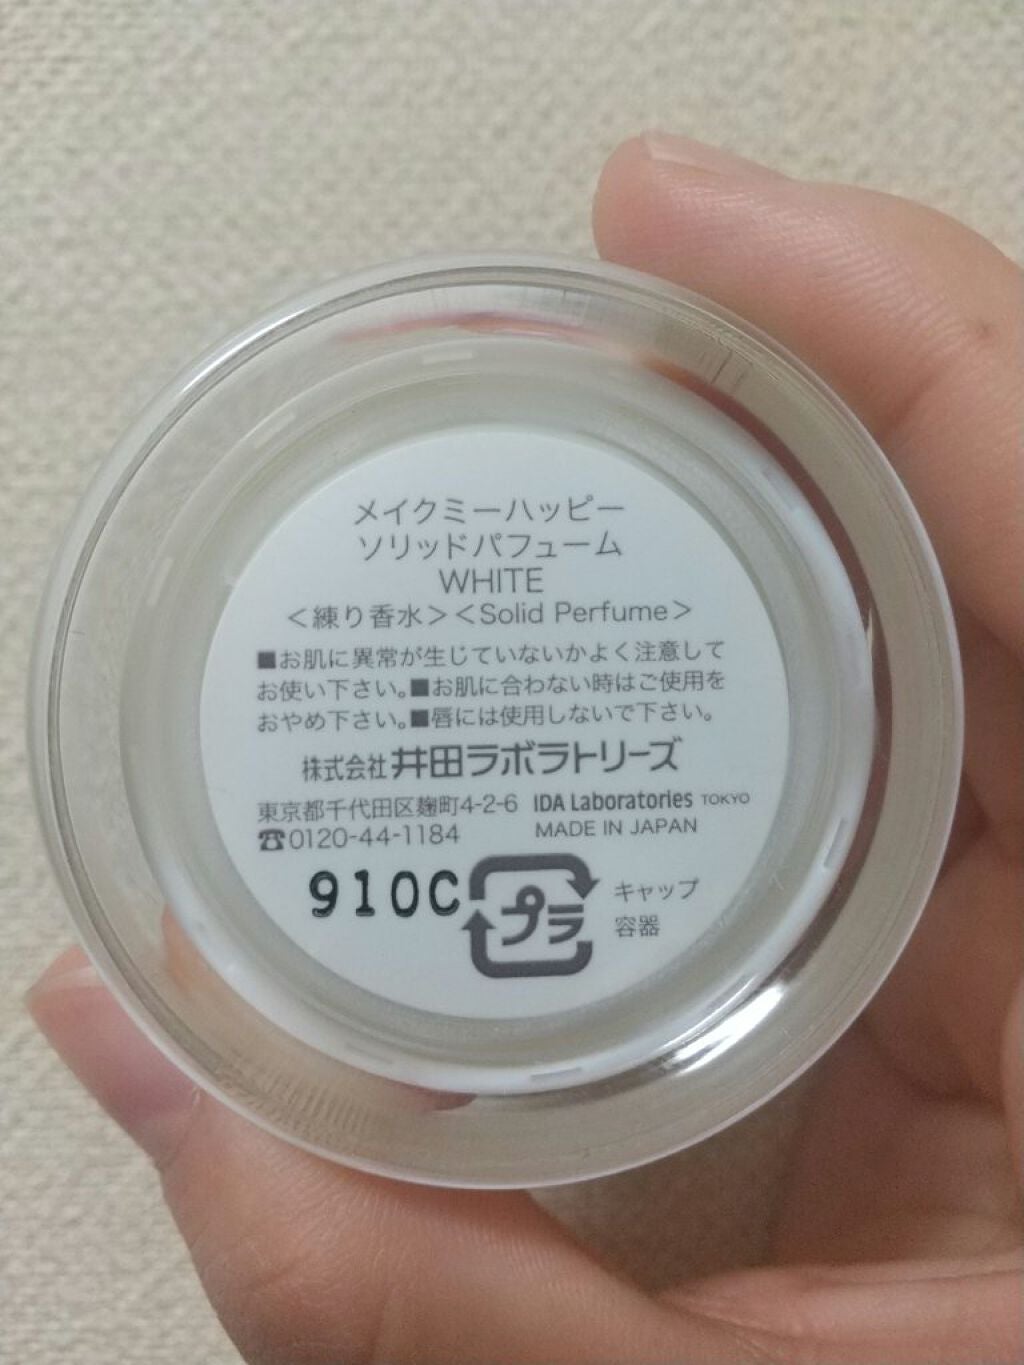 メイクミーハッピー
ソリッドパフューム
WHITE
＜練り香水＞＜Solid Perfume＞
■お肌に異常が生じていないかよく注意して
お使い下さい。■お肌に合わない時はご使用を
おやめ下さい。■唇には使用しないで下さい。
株式会社 井田ラボラトリーズ
東京都千代田区麹町4-2-6 IDA Laboratories TOKYO
☎0120-44-1184 MADE IN JAPAN
910C プラ キャップ
容器